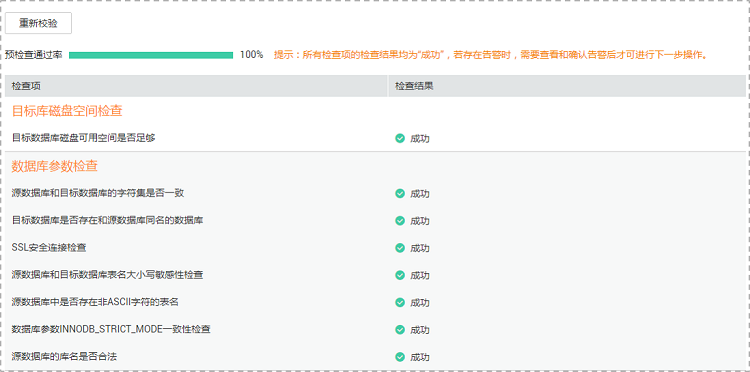 重新校验
预检查通过率 100% 提示：所有检查项的检查结果均为“成功”，若存在告警时，需要查看和确认告警后才可进行下一步操作。
检查项 检查结果
目标库磁盘空间检查
目标数据库磁盘可用空间是否足够 成功
数据库参数检查
源数据库和目标数据库的字符集是否一致 成功
目标数据库是否存在和源数据库同名的数据库 成功
SSL安全连接检查 成功
源数据库和目标数据库表名大小写敏感性检查 成功
源数据库中是否存在非ASCII字符的表名 成功
数据库参数INNODB_STRICT_MODE一致性检查 成功
源数据库的库名是否合法 成功